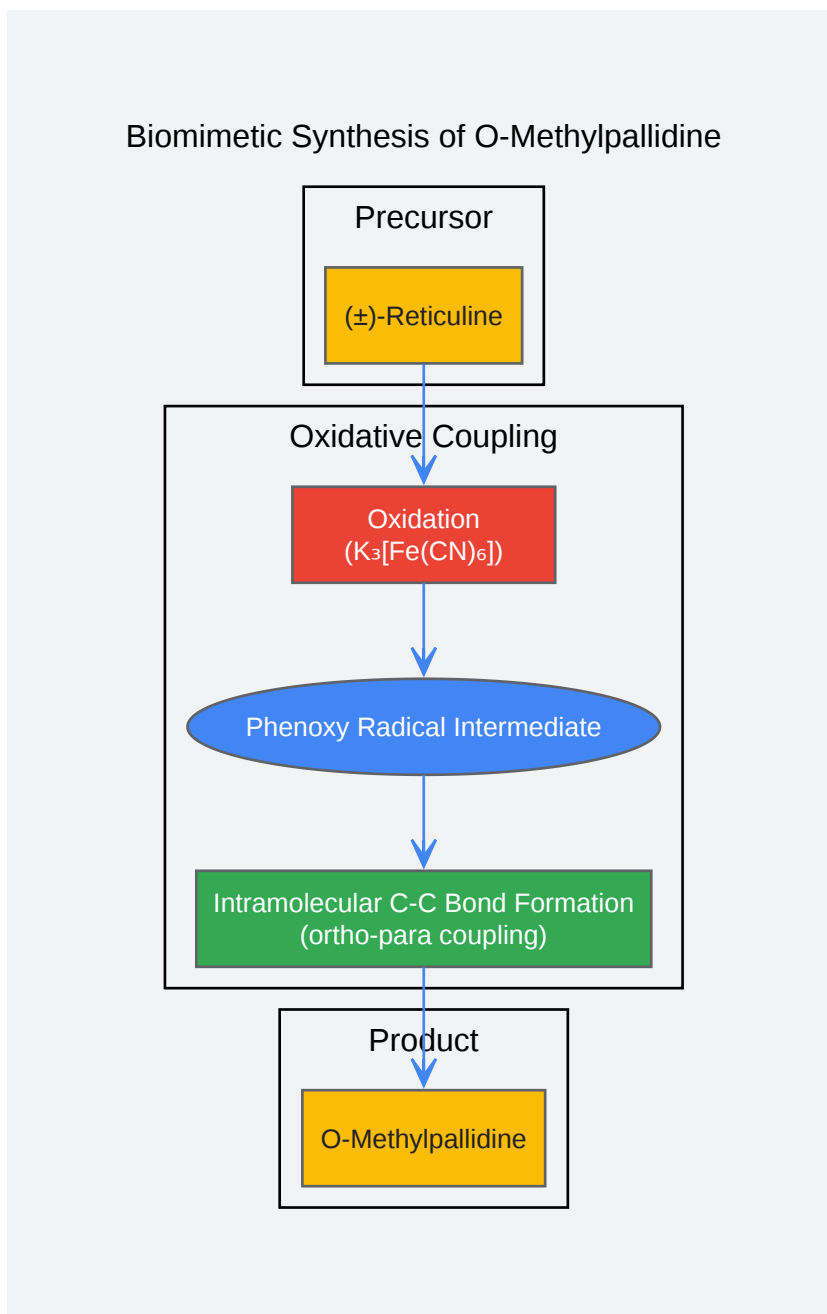 Biomimetic Synthesis of O-Methylpallidine
Precursor
(±)-Reticuline
Oxidative Coupling
Oxidation
(K₃[Fe(CN)₆])
Phenoxy Radical Intermediate
Intramolecular C-C Bond Formation
(ortho-para coupling)
Product
O-Methylpallidine